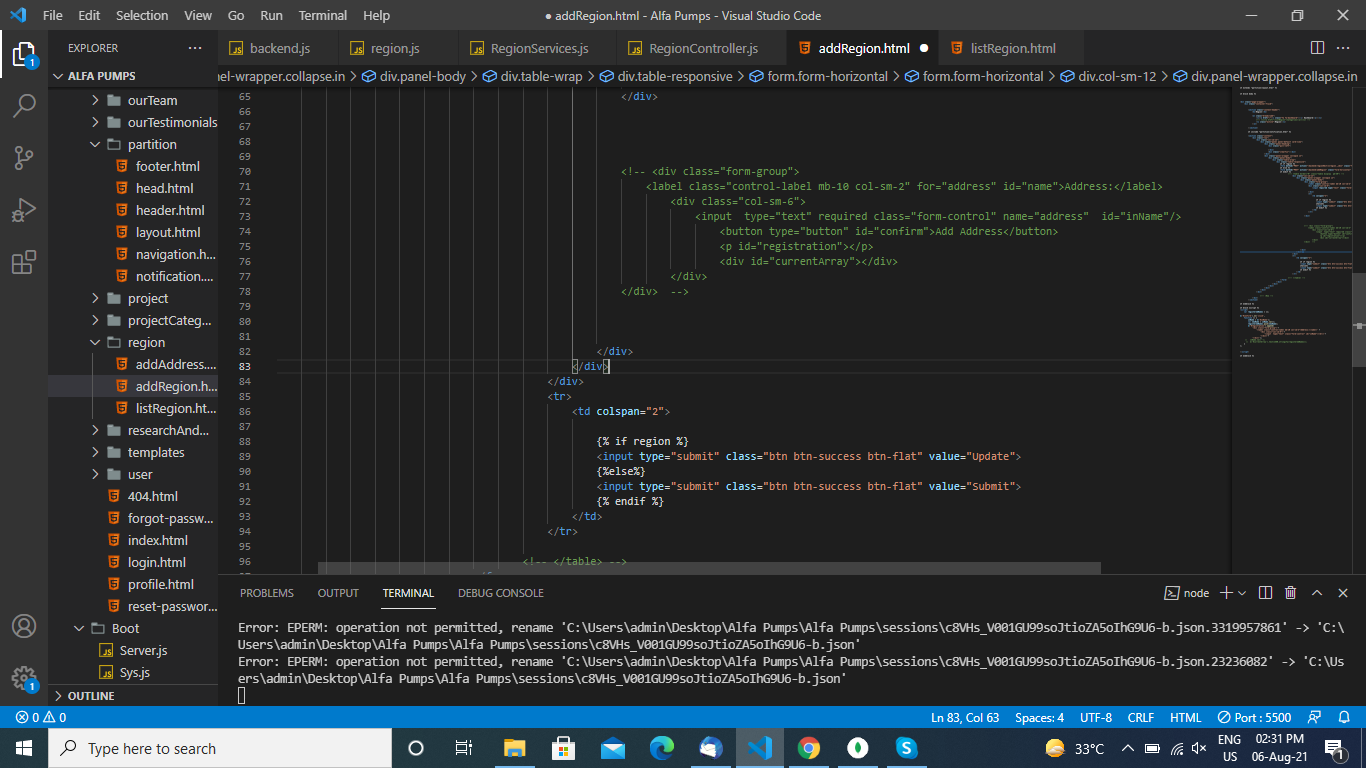 File Edit Selection View Go Run Terminal Help
● addRegion.html - Alfa Pumps - Visual Studio Code
EXPLORER
backend.js
region.js
RegionServices.js
RegionController.js
addRegion.html
listRegion.html
nel-wrapper.collapse.in > div.panel-body > div.table-wrap > div.table-responsive > form.form-horizontal > form.form-horizontal > div.col-sm-12 > div.panel-wrapper.collapse.in
1
ALFA PUMPS
ourTeam
ourTestimonials
partition
footer.html
head.html
header.html
layout.html
navigation.h...
notification....
project
projectCateg...
region
addAddress....
addRegion.h...
listRegion.ht...
researchAnd...
templates
user
404.html
forgot-passw...
index.html
login.html
profile.html
reset-passwor...
Boot
Server.js
Sys.js
OUTLINE
1
65 </div>
66
67
68
69
70 <!-- <div class="form-group">
71 <label class="control-label mb-10 col-sm-2" for="address" id="name">Address:</label>
72 <div class="col-sm-6">
73 <input  type="text" required class="form-control" name="address"  id="inName"/>
74 <button type="button" id="confirm">Add Address</button>
75 <p id="registration"></p>
76 <div id="currentArray"></div>
77 </div>
78 </div>  -->
79
80
81
82 </div>
83 </div>
84 </div>
85 <tr>
86 <td colspan="2">
87
88 {% if region %}
89 <input type="submit" class="btn btn-success btn-flat" value="Update">
90 {%else%}
91 <input type="submit" class="btn btn-success btn-flat" value="Submit">
92 {% endif %}
93 </td>
94 </tr>
95
96 <!-- </table> -->
PROBLEMS OUTPUT TERMINAL DEBUG CONSOLE
node
Error: EPERM: operation not permitted, rename 'C:\Users\admin\Desktop\Alfa Pumps\Alfa Pumps\sessions\c8VHs_V001GU99soJtioZA5oIhG9U6-b.json.3319957861' -> 'C:\
Users\admin\Desktop\Alfa Pumps\Alfa Pumps\sessions\c8VHs_V001GU99soJtioZA5oIhG9U6-b.json'
Error: EPERM: operation not permitted, rename 'C:\Users\admin\Desktop\Alfa Pumps\Alfa Pumps\sessions\c8VHs_V001GU99soJtioZA5oIhG9U6-b.json.23236082' -> 'C:\Us
ers\admin\Desktop\Alfa Pumps\Alfa Pumps\sessions\c8VHs_V001GU99soJtioZA5oIhG9U6-b.json'
0 0
Ln 83, Col 63 Spaces: 4 UTF-8 CRLF HTML Port : 5500
Type here to search
33°C
ENG
US
02:31 PM
06-Aug-21
1